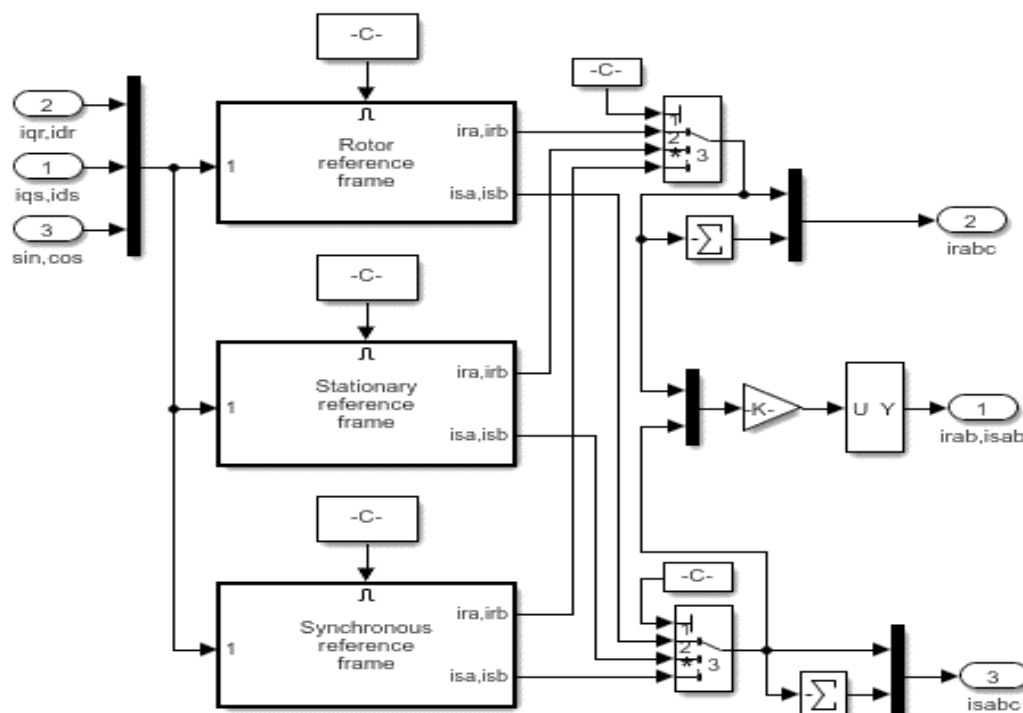 -C-
-C-
2
iqr,idr
1
iqs,ids
3
sin,cos
1
Rotor
reference
frame
ira,irb
isa,isb
1
2
*
3
-Σ
2
irabc
-C-
1
Stationary
reference
frame
ira,irb
isa,isb
-K-
U Y
1
irab,isab
-C-
1
Synchronous
reference
frame
ira,irb
isa,isb
-C-
1
2
*
3
-Σ
3
isabc